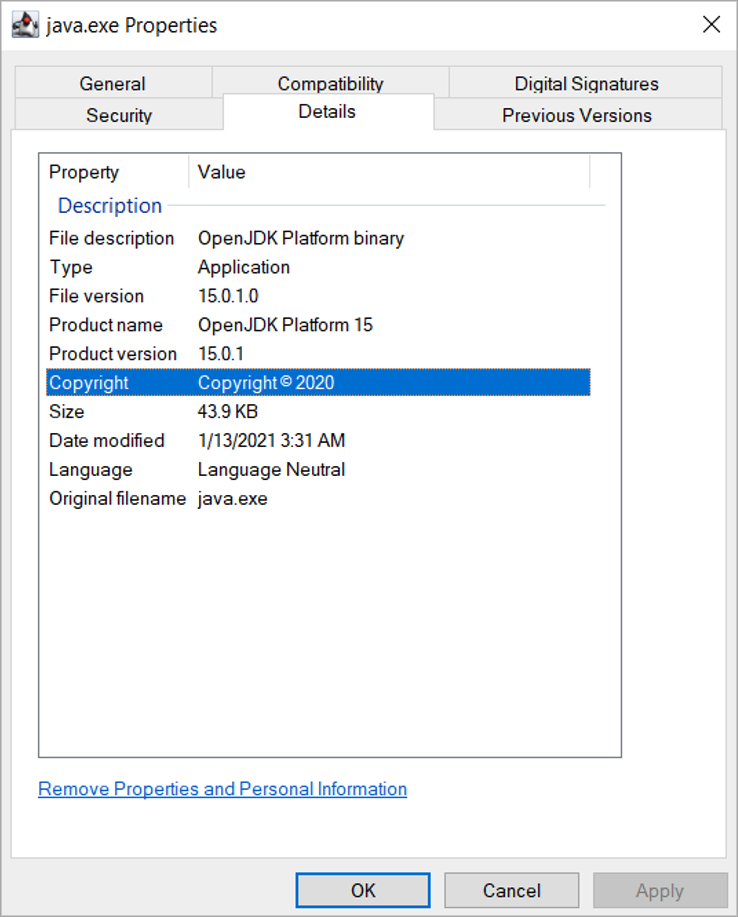 java.exe Properties
General Compatibility Digital Signatures
Security Details Previous Versions
Property Value
Description
File description OpenJDK Platform binary
Type Application
File version 15.0.1.0
Product name OpenJDK Platform 15
Product version 15.0.1
Copyright Copyright © 2020
Size 43.9 KB
Date modified 1/13/2021 3:31 AM
Language Language Neutral
Original filename java.exe
Remove Properties and Personal Information
OK Cancel Apply